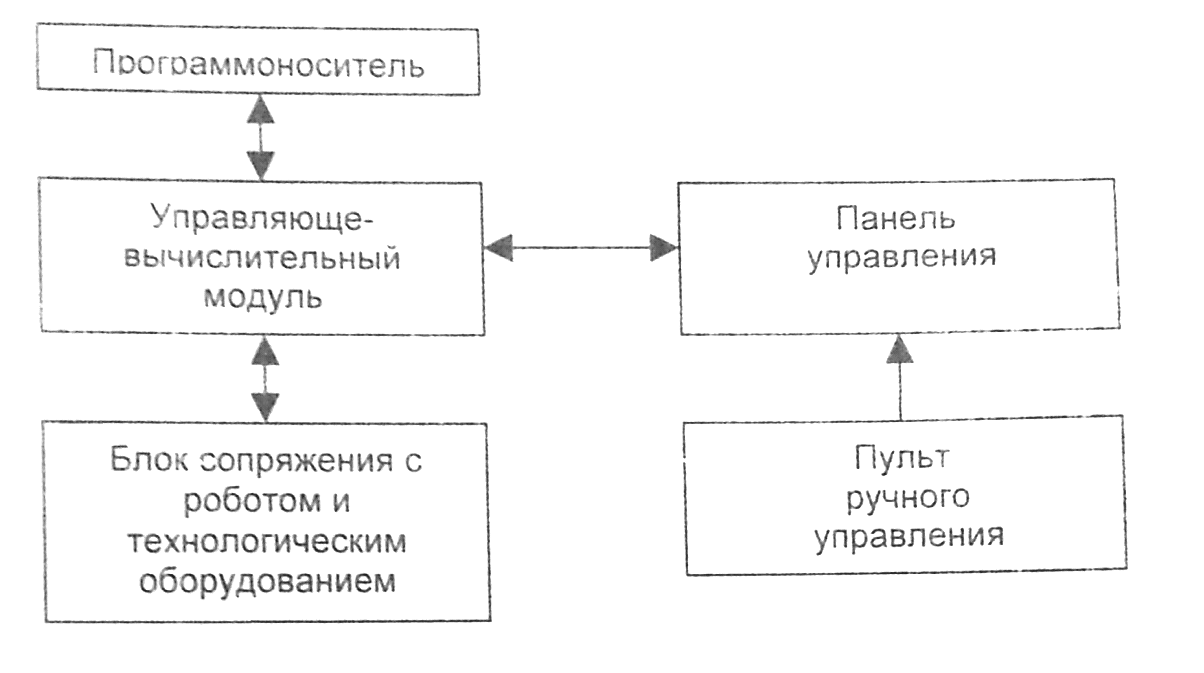 Программоноситель
Управляюще-
вычислительный
модуль
Панель
управления
Блок сопряжения с
роботом и
технологическим
оборудованием
Пульт
ручного
управления